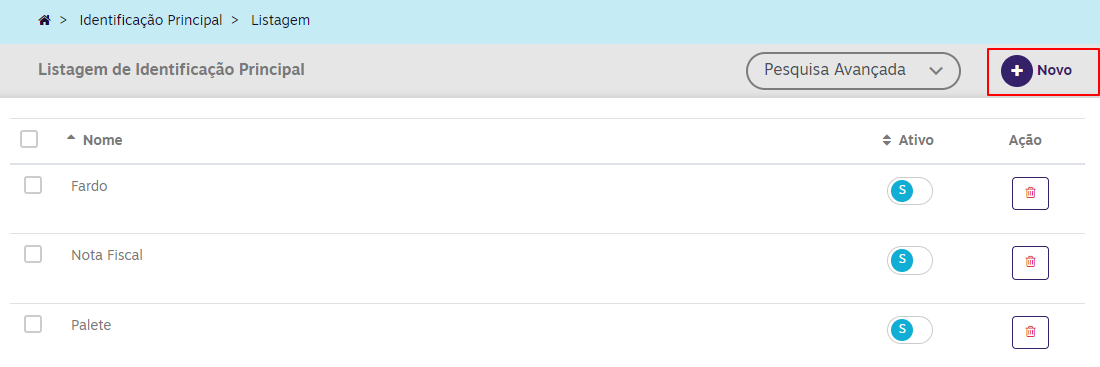 > Identificação Principal > Listagem
Listagem de Identificação Principal Pesquisa Avançada Novo
Nome Ativo Ação
Fardo S
Nota Fiscal S
Palete S